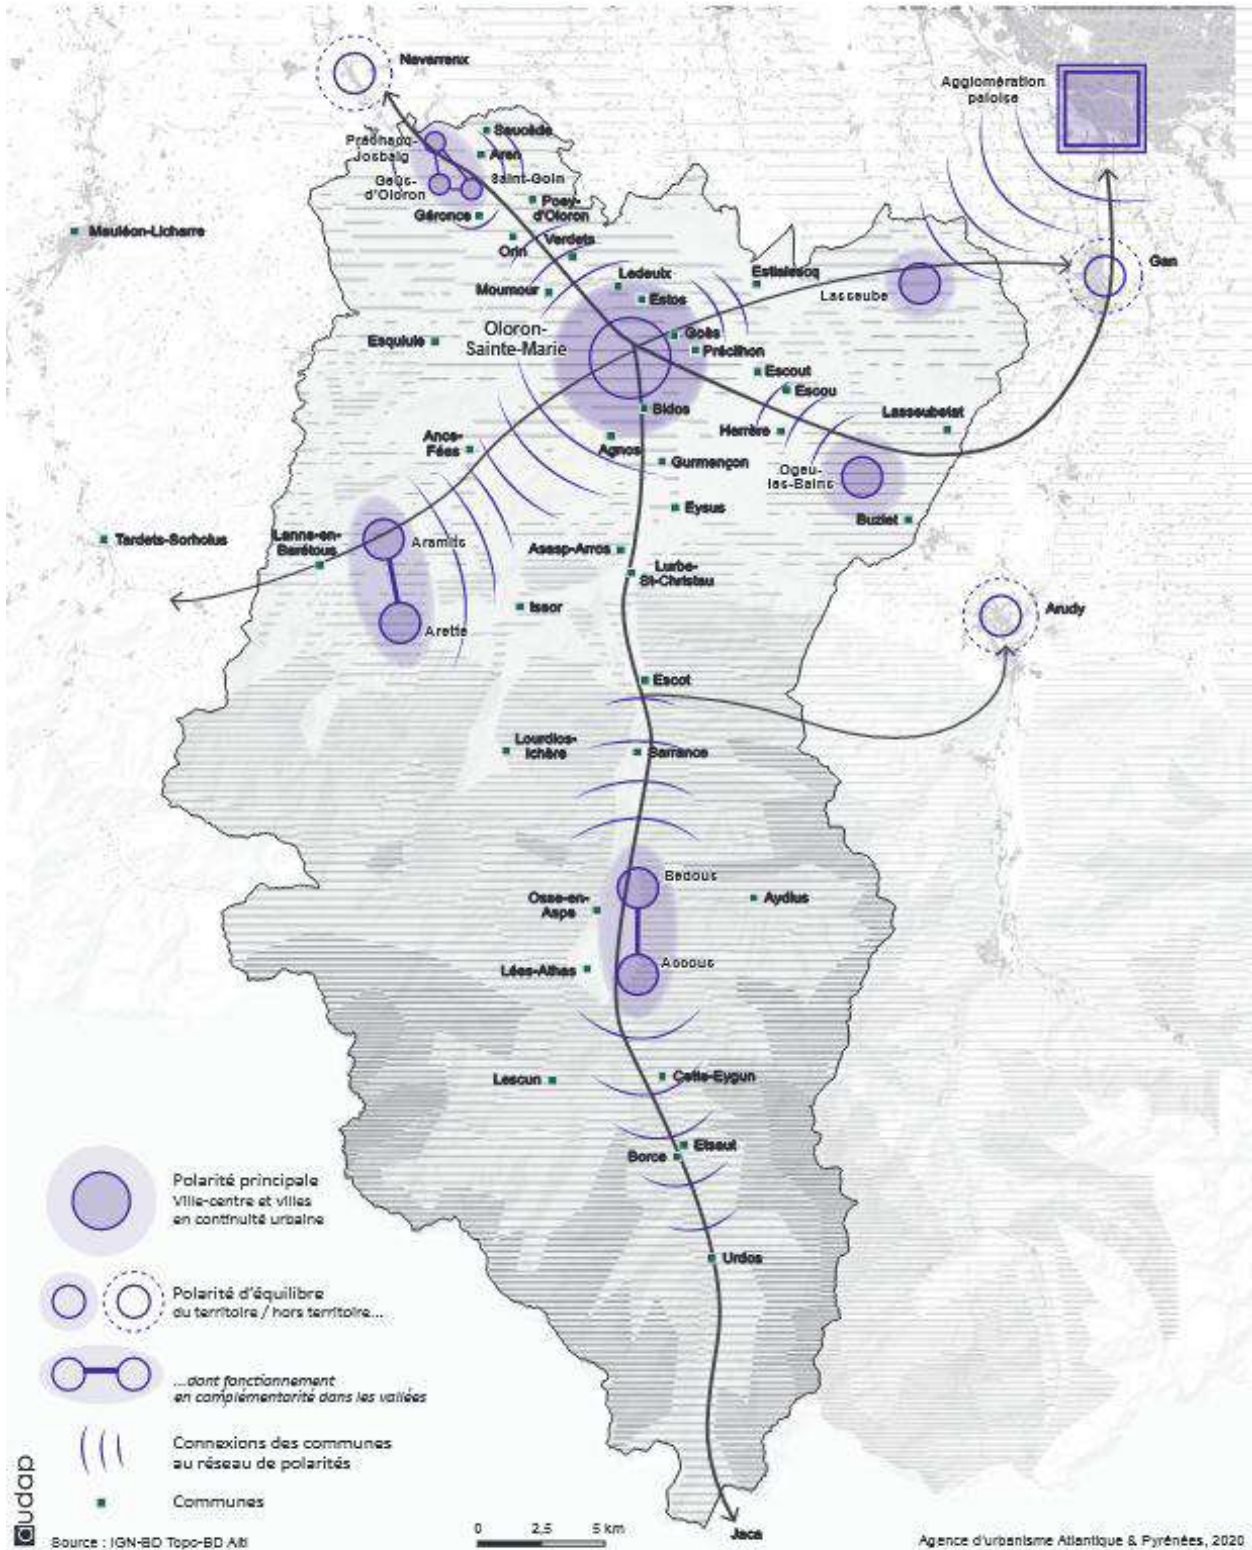 Navarrenx
Agglomération
paloise
Saucède
Préchacq-
Josbaig
Aren
Saint-Goin
Geüs-
d'Oloron
Poey-
d'Oloron
Géronce
Mauléon-Licharre
Orin
Verdets
Gan
Ledeuix
Estialescq
Moumour
Estos
Lasseube
Oloron-
Sainte-Marie
Goès
Esquiule
Précilhon
Escout
Escou
Bidos
Lasseubetat
Herrère
Ance-
Féas
Agnos
Gurmençon
Ogeu-
les-Bains
Eysus
Buziet
Tardets-Sorholus
Lanne-en-
Barétous
Aramits
Asasp-Arros
Lurbe-
St-Christau
Issor
Arudy
Arette
Escot
Lourdios-
Ichère
Sarrance
Bedous
Osse-en-
Aspe
Aydius
Accous
Lées-Athas
Lescun
Cette-Eygun
Etsaut
Borce
Urdos
Jaca
Polarité principale
Ville-centre et villes
en continuité urbaine
Polarité d'équilibre
du territoire / hors territoire...
...dont fonctionnement
en complémentarité dans les vallées
Connexions des communes
au réseau de polarités
Communes
audap
Source : IGN-BD Topo-BD Alti
0 2,5 5 km
Agence d'urbanisme Atlantique & Pyrénées, 2020